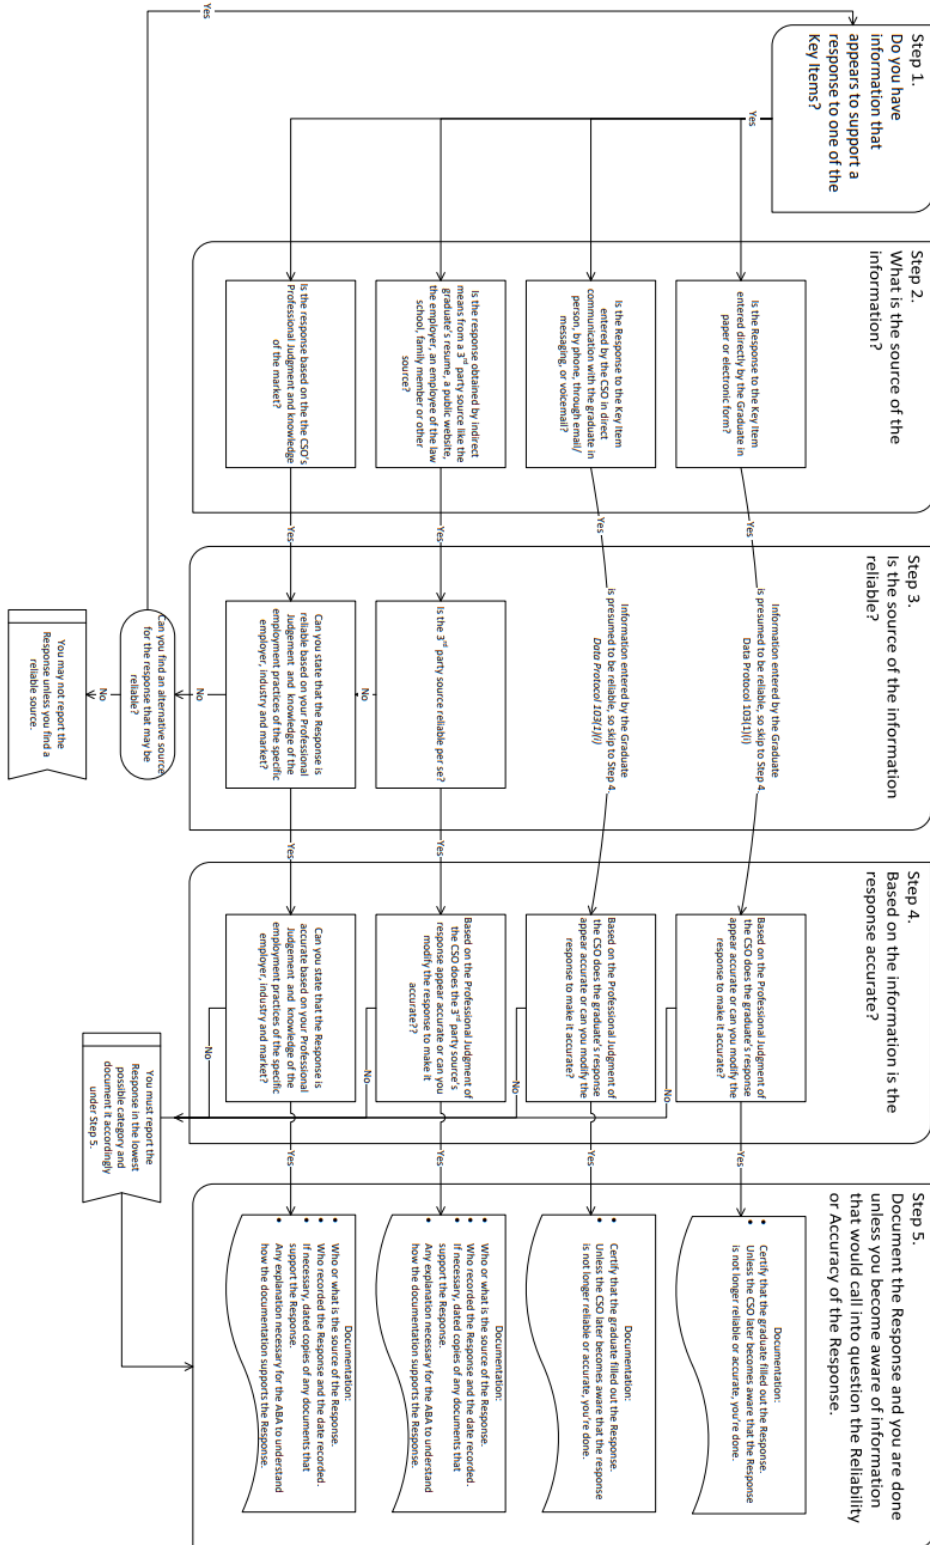 Step 1.
Do you have
information that
appears to support a
response to one of the
Key Items?
Yes
Yes
Step 2.
What is the source of the
information?
Is the Response to the Key Item
entered directly by the Graduate in
paper or electronic form?
Is the Response to the Key Item
entered by the CSO in direct
communication with the graduate in
person, by phone, through email/
messaging, or voicemail?
Is the response obtained by indirect
means from a 3rd party source like the
graduate's resume, a public website,
the employer, an employee of the law
school, family member or other
source?
Is the response based on the the CSO's
Professional Judgment and knowledge
of the market?
Yes
Yes
Yes
Yes
Step 3.
Is the source of the information
reliable?
Information entered by the Graduate
is presumed to be reliable, so skip to Step 4.
Data Protocol 103(1)(i)
Information entered by the Graduate
is presumed to be reliable, so skip to Step 4.
Data Protocol 103(1)(i)
Is the 3rd party source reliable per se?
No
Can you state that the Response is
reliable based on your Professional
Judgement and knowledge of the
employment practices of the specific
employer, industry and market?
No
Can you find an alternative source
for the response that may be
reliable?
No
You may not report the
Response unless you find a
reliable source.
Yes
Yes
Step 4.
Based on the information is the
response accurate?
Based on the Professional Judgment of
the CSO does the graduate's response
appear accurate or can you modify the
response to make it accurate?
Based on the Professional Judgment of
the CSO does the graduate's response
appear accurate or can you modify the
response to make it accurate?
Based on the Professional Judgment of
the CSO does the 3rd party source's
response appear accurate or can you
modify the response to make it
accurate??
Can you state that the Response is
accurate based on your Professional
Judgement and knowledge of the
employment practices of the specific
employer, industry and market?
No
No
No
No
You must report the
Response in the lowest
possible category and
document it accordingly
under Step 5.
Yes
Yes
Yes
Yes
Step 5.
Document the Response and you are done
unless you become aware of information
that would call into question the Reliability
or Accuracy of the Response.
Documentation:
• Certify that the graduate filled out the Response.
• Unless the CSO later becomes aware that the Response
is not longer reliable or accurate, you're done.
Documentation:
• Certify that the graduate filled out the Response.
• Unless the CSO later becomes aware that the response
is not longer reliable or accurate, you're done.
Documentation:
• Who or what is the source of the Response.
• Who recorded the Response and the date recorded.
• If necessary, dated copies of any documents that
support the Response.
• Any explanation necessary for the ABA to understand
how the documentation supports the Response.
Documentation:
• Who or what is the source of the Response.
• Who recorded the Response and the date recorded.
• If necessary, dated copies of any documents that
support the Response.
• Any explanation necessary for the ABA to understand
how the documentation supports the Response.